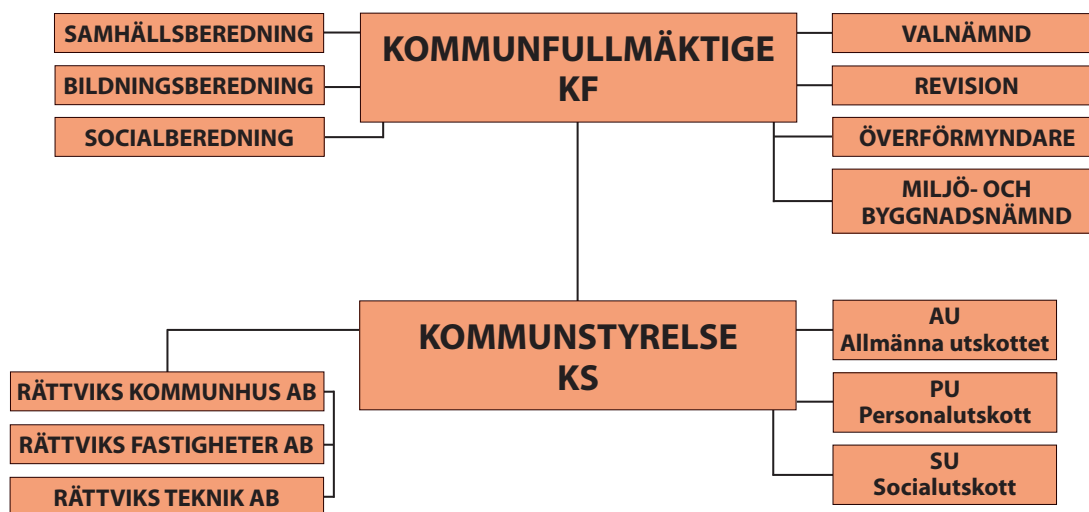 SAMHÄLLSBEREDNING
BILDNINGSBEREDNING
SOCIALBEREDNING
KOMMUNFULLMÄKTIGE
KF
VALNÄMND
REVISION
ÖVERFÖRMYNDARE
MILJÖ- OCH
BYGGNADSNÄMND
KOMMUNSTYRELSE
KS
RÄTTVIKS KOMMUNHUS AB
RÄTTVIKS FASTIGHETER AB
RÄTTVIKS TEKNIK AB
AU
Allmänna utskottet
PU
Personalutskott
SU
Socialutskott